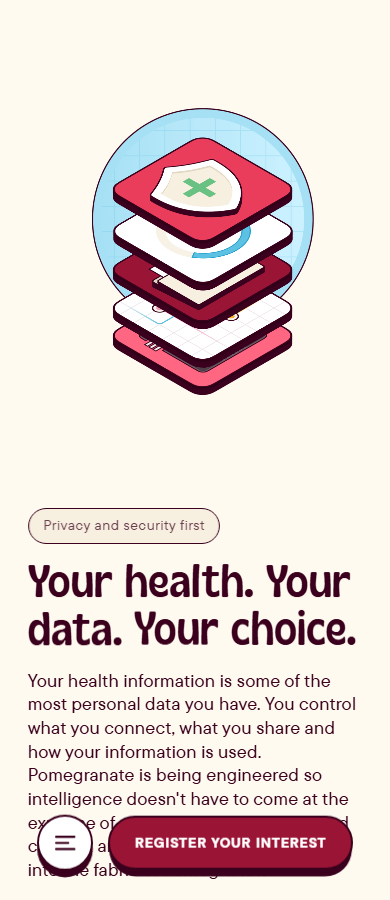 Privacy and security first
Your health. Your
data. Your choice.
Your health information is some of the
most personal data you have. You control
what you connect, what you share and
how your information is used.
Pomegranate is being engineered so
intelligence doesn't have to come at the
of
REGISTER YOUR INTEREST